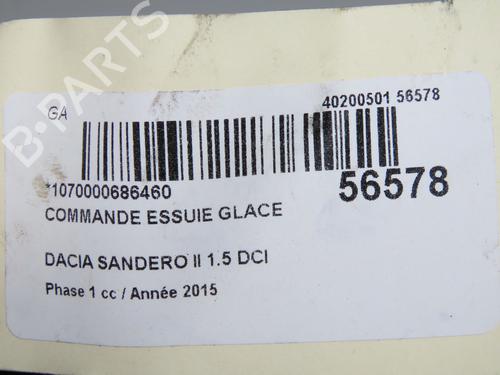 GA
40200501 56578
*1070000686460
56578
COMMANDE ESSUIE GLACE
DACIA SANDERO II 1.5 DCI
Phase 1 cc / Année 2015
B-PARTS